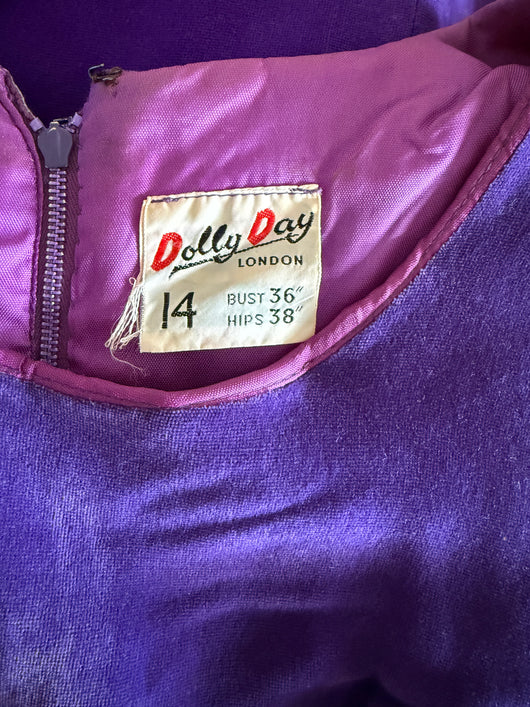 Dolly Day
LONDON
14 BUST 36"
HIPS 38"